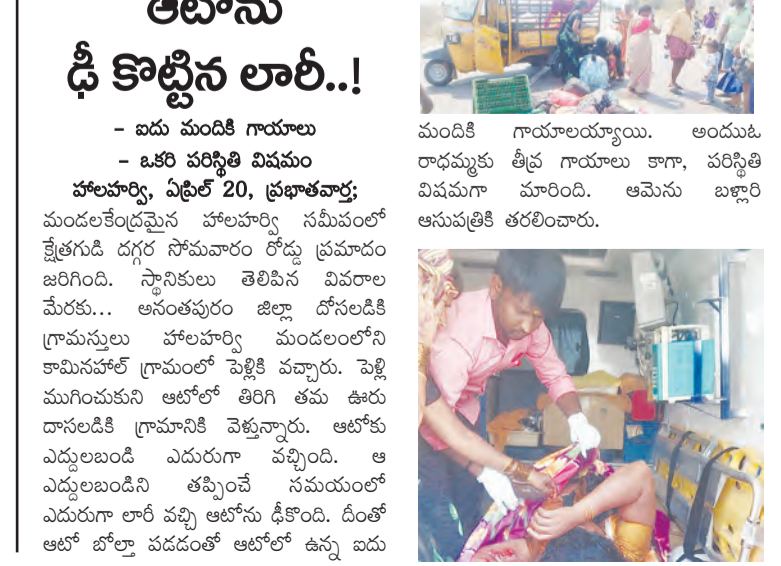 ఆటోను
ఢీ కొట్టిన లారీ..!
- ఐదు మందికి గాయాలు
- ఒకరి పరిస్థితి విషమం
హాలహర్వి, ఏప్రిల్ 20, ప్రభాతవార్త;
మండలకేంద్రమైన హాలహర్వి సమీపంలో
క్షేత్రగుడి దగ్గర సోమవారం రోడ్డు ప్రమాదం
జరిగింది. స్థానికులు తెలిపిన వివరాల
మేరకు... అనంతపురం జిల్లా దోసలడికి
గ్రామస్తులు హాలహర్వి మండలంలోని
కామినహాల్ గ్రామంలో పెళ్లికి వచ్చారు. పెళ్లి
ముగించుకుని ఆటోలో తిరిగి తమ ఊరు
దాసలడికి గ్రామానికి వెళ్తున్నారు. ఆటోకు
ఎద్దులబండి ఎదురుగా వచ్చింది. ఆ
ఎద్దులబండిని తప్పించే సమయంలో
ఎదురుగా లారీ వచ్చి ఆటోను ఢీకొంది. దీంతో
ఆటో బోల్తా పడడంతో ఆటోలో ఉన్న ఐదు
మందికి గాయాలయ్యాయి. అందుఓ
రాధమ్మకు తీవ్ర గాయాలు కాగా, పరిస్థితి
విషమగా మారింది. ఆమెను బళ్లారి
ఆసుపత్రికి తరలించారు.